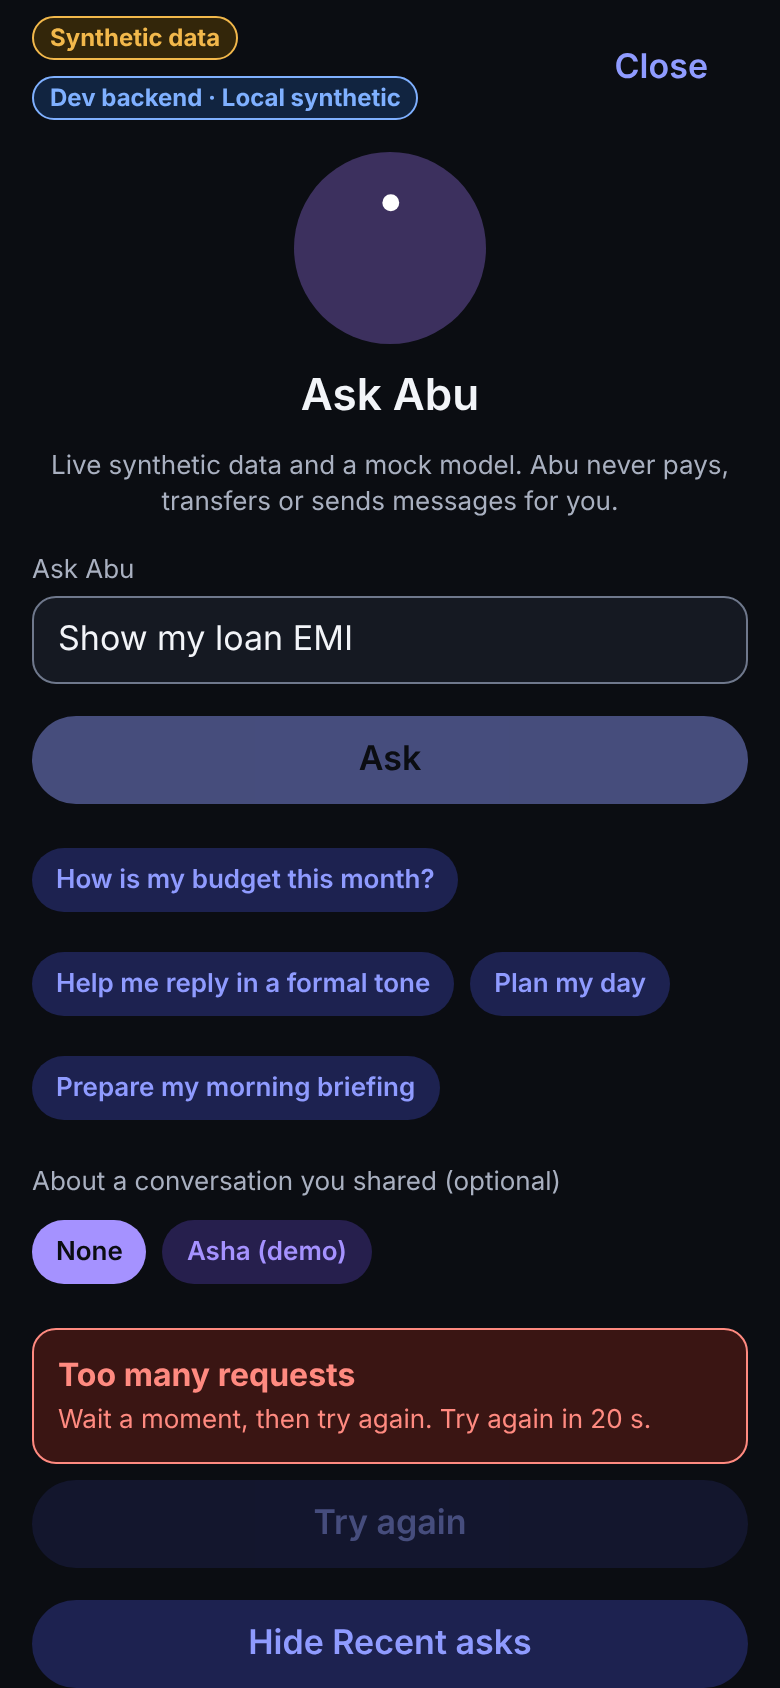 Synthetic data
Close
Dev backend · Local synthetic
Ask Abu
Live synthetic data and a mock model. Abu never pays,
transfers or sends messages for you.
Ask Abu
Show my loan EMI
Ask
How is my budget this month?
Help me reply in a formal tone
Plan my day
Prepare my morning briefing
About a conversation you shared (optional)
None
Asha (demo)
Too many requests
Wait a moment, then try again. Try again in 20 s.
Try again
Hide Recent asks